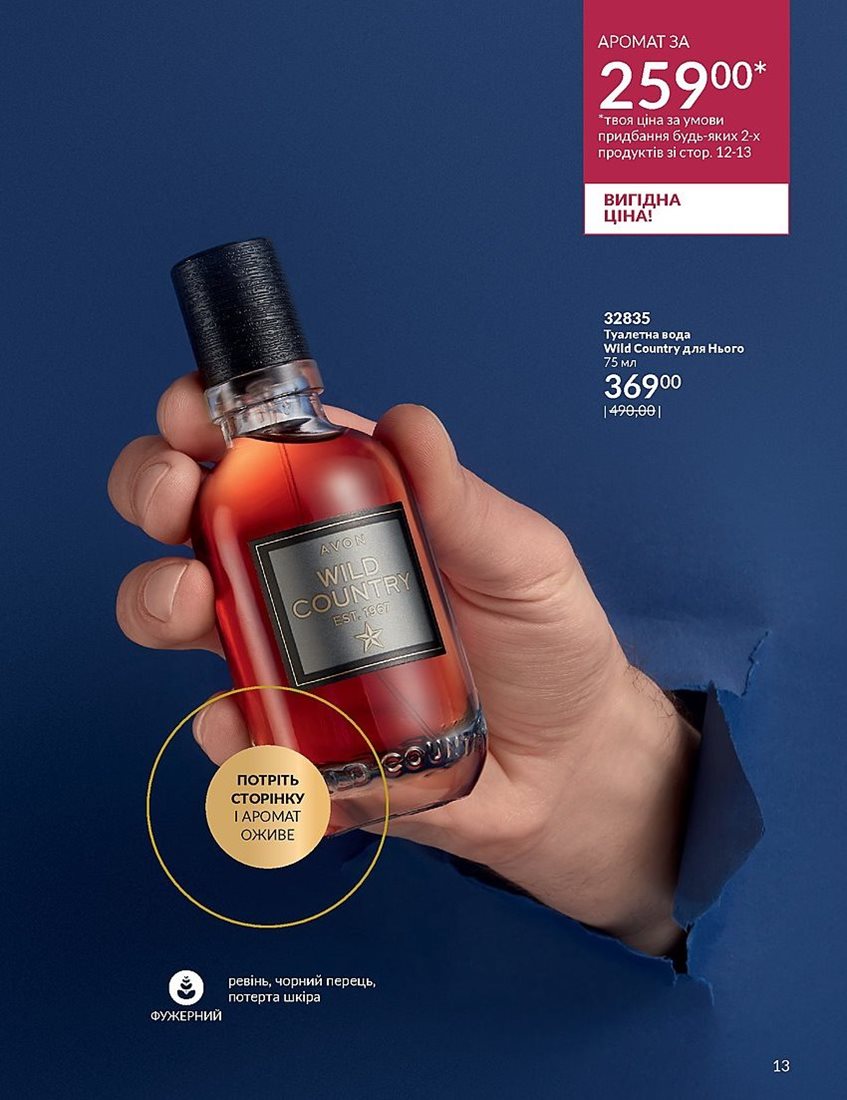 АРОМАТ ЗА
259⁰⁰*
*твоя ціна за умови
придбання будь-яких 2-х
продуктів зі стор. 12-13
ВИГІДНА
ЦІНА!
32835
Туалетна вода
Wild Country для Нього
75 мл
369⁰⁰
|490,00|
AVON
WILD
COUNTRY
EST. 1967
ПОТРІТЬ
СТОРІНКУ
І АРОМАТ
ОЖИВЕ
ревінь, чорний перець,
потерта шкіра
ФУЖЕРНИЙ
13